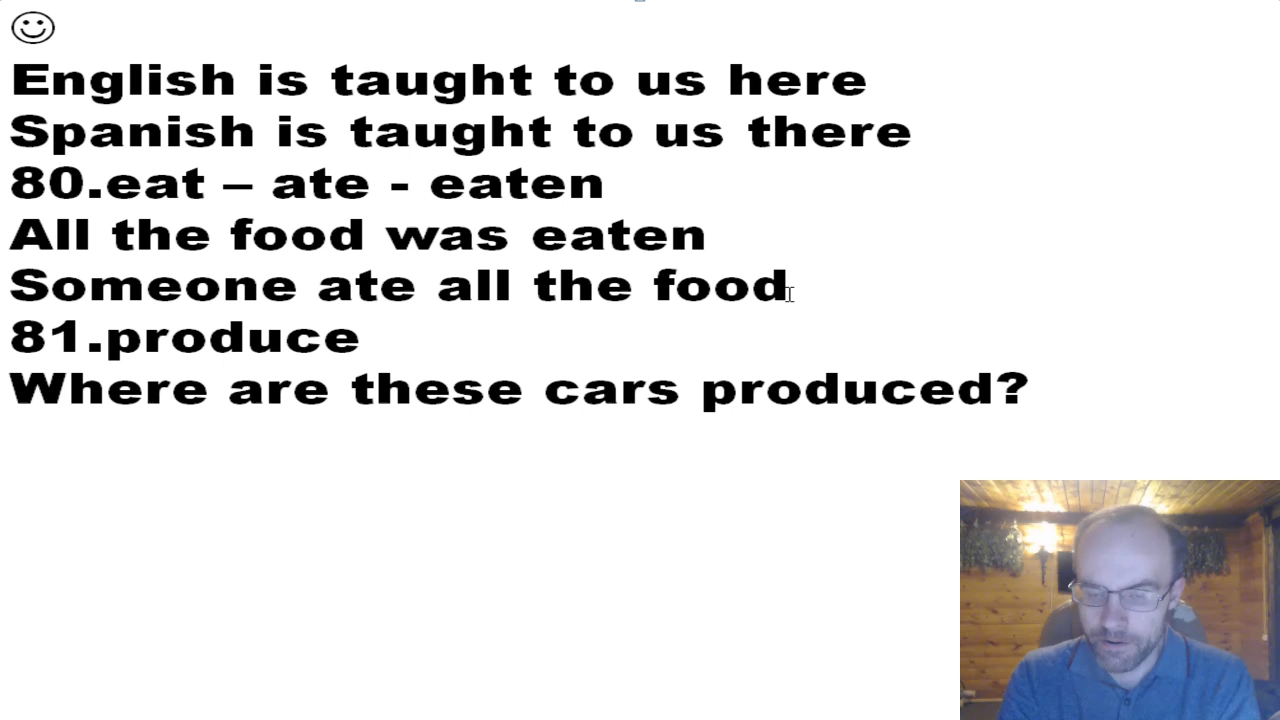 English is taught to us here
Spanish is taught to us there
80.eat – ate - eaten
All the food was eaten
Someone ate all the food
81.produce
Where are these cars produced?